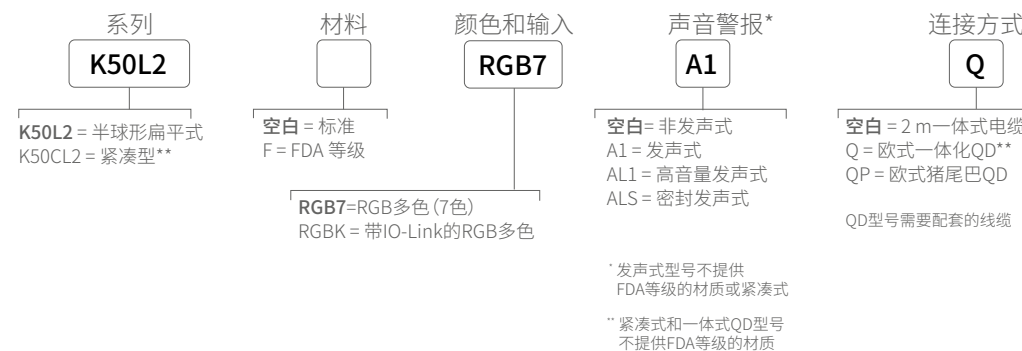 系列
K50L2
K50L2 = 半球形扁平式
K50CL2 = 紧凑型**
材料
空白 = 标准
F = FDA 等级
颜色和输入
RGB7
RGB7=RGB多色 (7色)
RGBK = 带IO-Link的RGB多色
声音警报*
A1
空白= 非发声式
A1 = 发声式
AL1 = 高音量发声式
ALS = 密封发声式
* 发声式型号不提供
FDA等级的材质或紧凑式
** 紧凑式和一体式QD型号
不提供FDA等级的材质
连接方式
Q
空白 = 2 m一体式电缆
Q = 欧式一体化QD**
QP = 欧式猪尾巴QD
QD型号需要配套的线缆